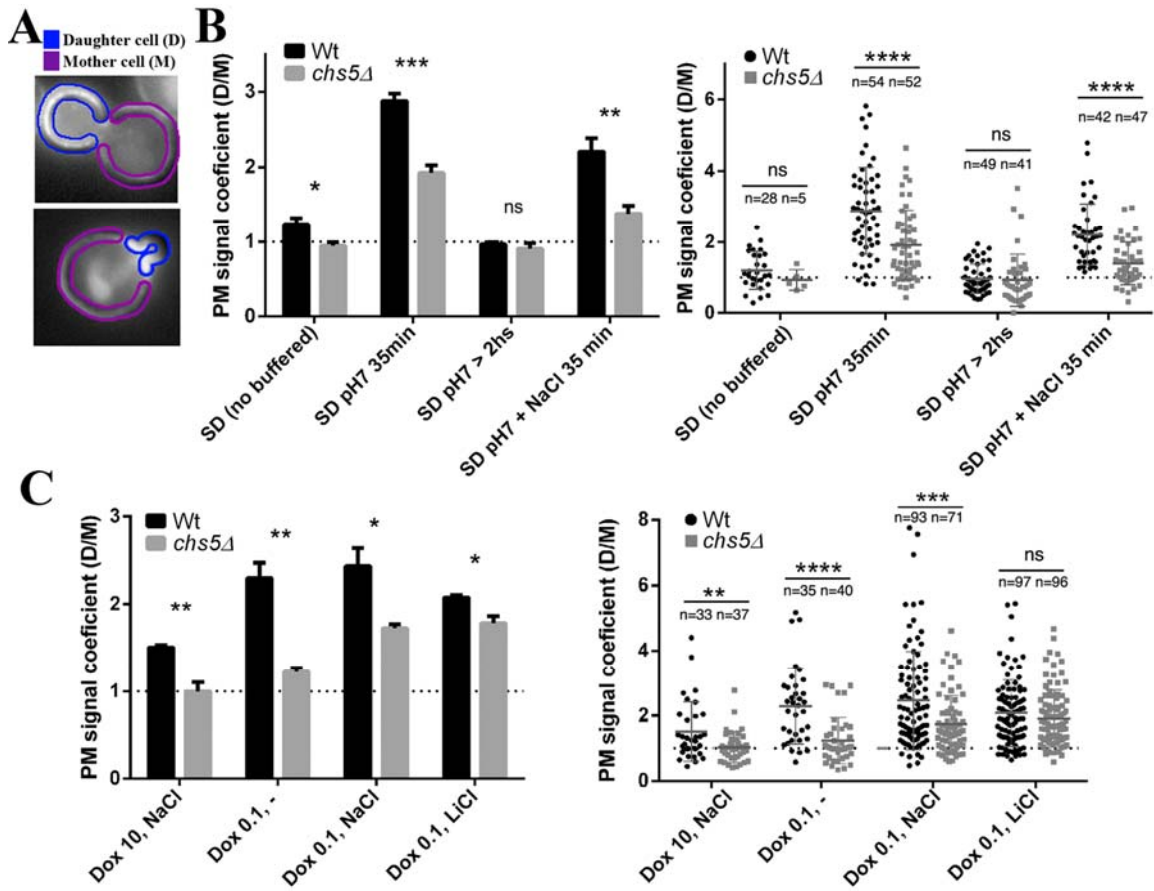 A
Daughter cell (D)
Mother cell (M)
B
PM signal coeficient (D/M)
3
2
1
0
Wt
chs5Δ
*
***
ns
**
SD (no buffered)
SD pH7 35min
SD pH7 > 2hs
SD pH7 + NaCl 35 min
PM signal coeficient (D/M)
6
4
2
0
Wt
chs5Δ
ns
n=28 n=5
****
n=54 n=52
ns
n=49 n=41
****
n=42 n=47
SD (no buffered)
SD pH7 35min
SD pH7 > 2hs
SD pH7 + NaCl 35 min
C
PM signal coeficient (D/M)
3
2
1
0
Wt
chs5Δ
**
**
*
*
Dox 10, NaCl
Dox 0.1, -
Dox 0.1, NaCl
Dox 0.1, LiCl
PM signal coeficient (D/M)
8
6
4
2
0
Wt
chs5Δ
**
n=33 n=37
****
n=35 n=40
***
n=93 n=71
ns
n=97 n=96
Dox 10, NaCl
Dox 0.1, -
Dox 0.1, NaCl
Dox 0.1, LiCl